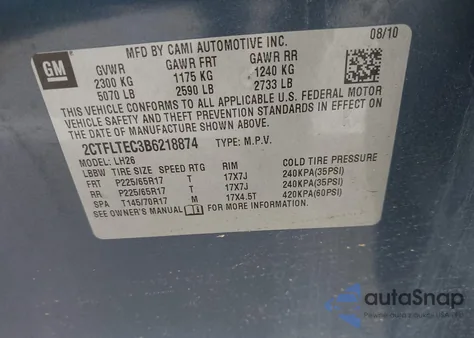 GM
MFD BY CAMI AUTOMOTIVE INC.
08/10
GVWR GAWR FRT GAWR RR
2300 KG 1175 KG 1240 KG
5070 LB 2590 LB 2733 LB
THIS VEHICLE CONFORMS TO ALL APPLICABLE U.S. FEDERAL MOTOR
VEHICLE SAFETY, BUMPER, AND THEFT PREVENTION STANDARDS IN EFFECT
ON THE DATE OF MANUFACTURE SHOWN ABOVE.
2CTFLTEC3B6218874 TYPE: M.P.V.
MODEL: LH26
LBBW TIRE SIZE SPEED RTG RIM COLD TIRE PRESSURE
FRT P225/65R17 T 17X7J 240KPA(35PSI)
RR P225/65R17 T 17X7J 240KPA(35PSI)
SPA T145/70R17 M 17X4.5T 420KPA(60PSI)
SEE OWNER'S MANUAL FOR MORE INFORMATION.
autoSnap